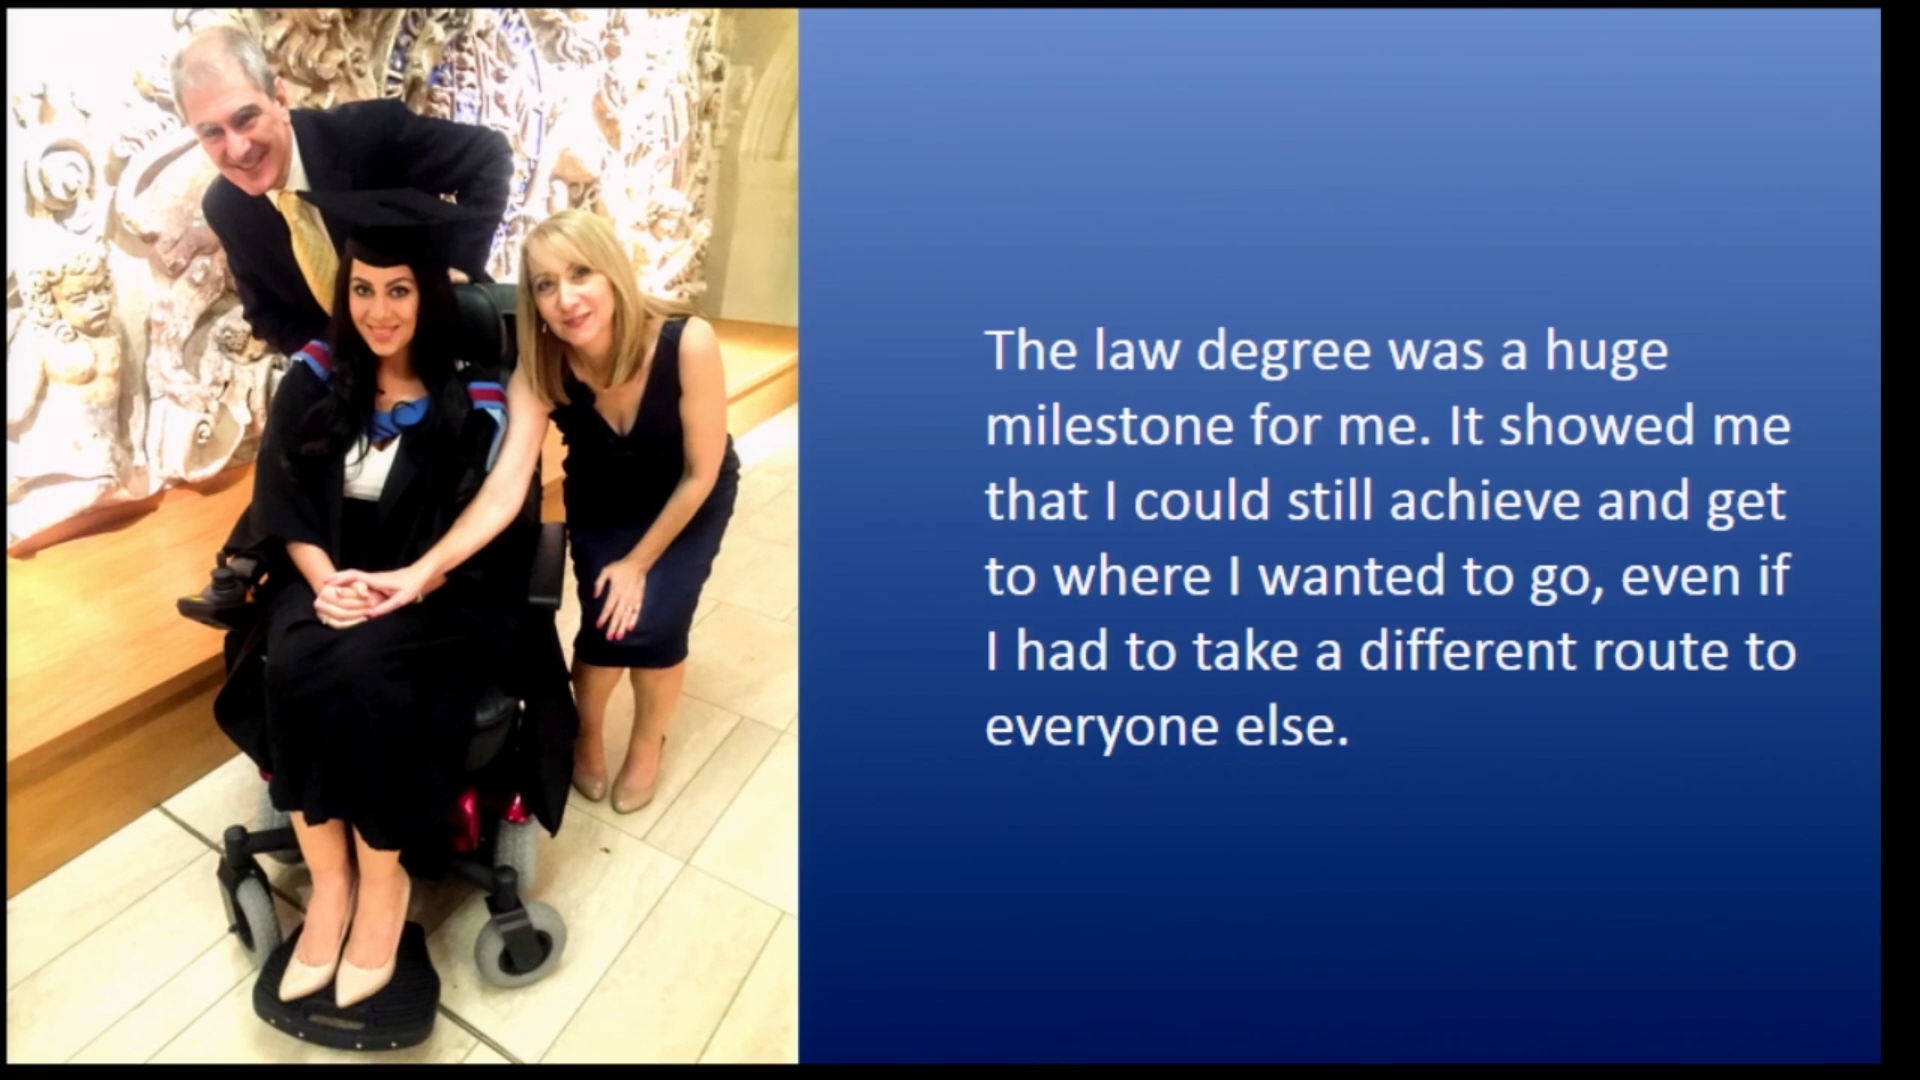 The law degree was a huge
milestone for me. It showed me
that I could still achieve and get
to where I wanted to go, even if
I had to take a different route to
everyone else.